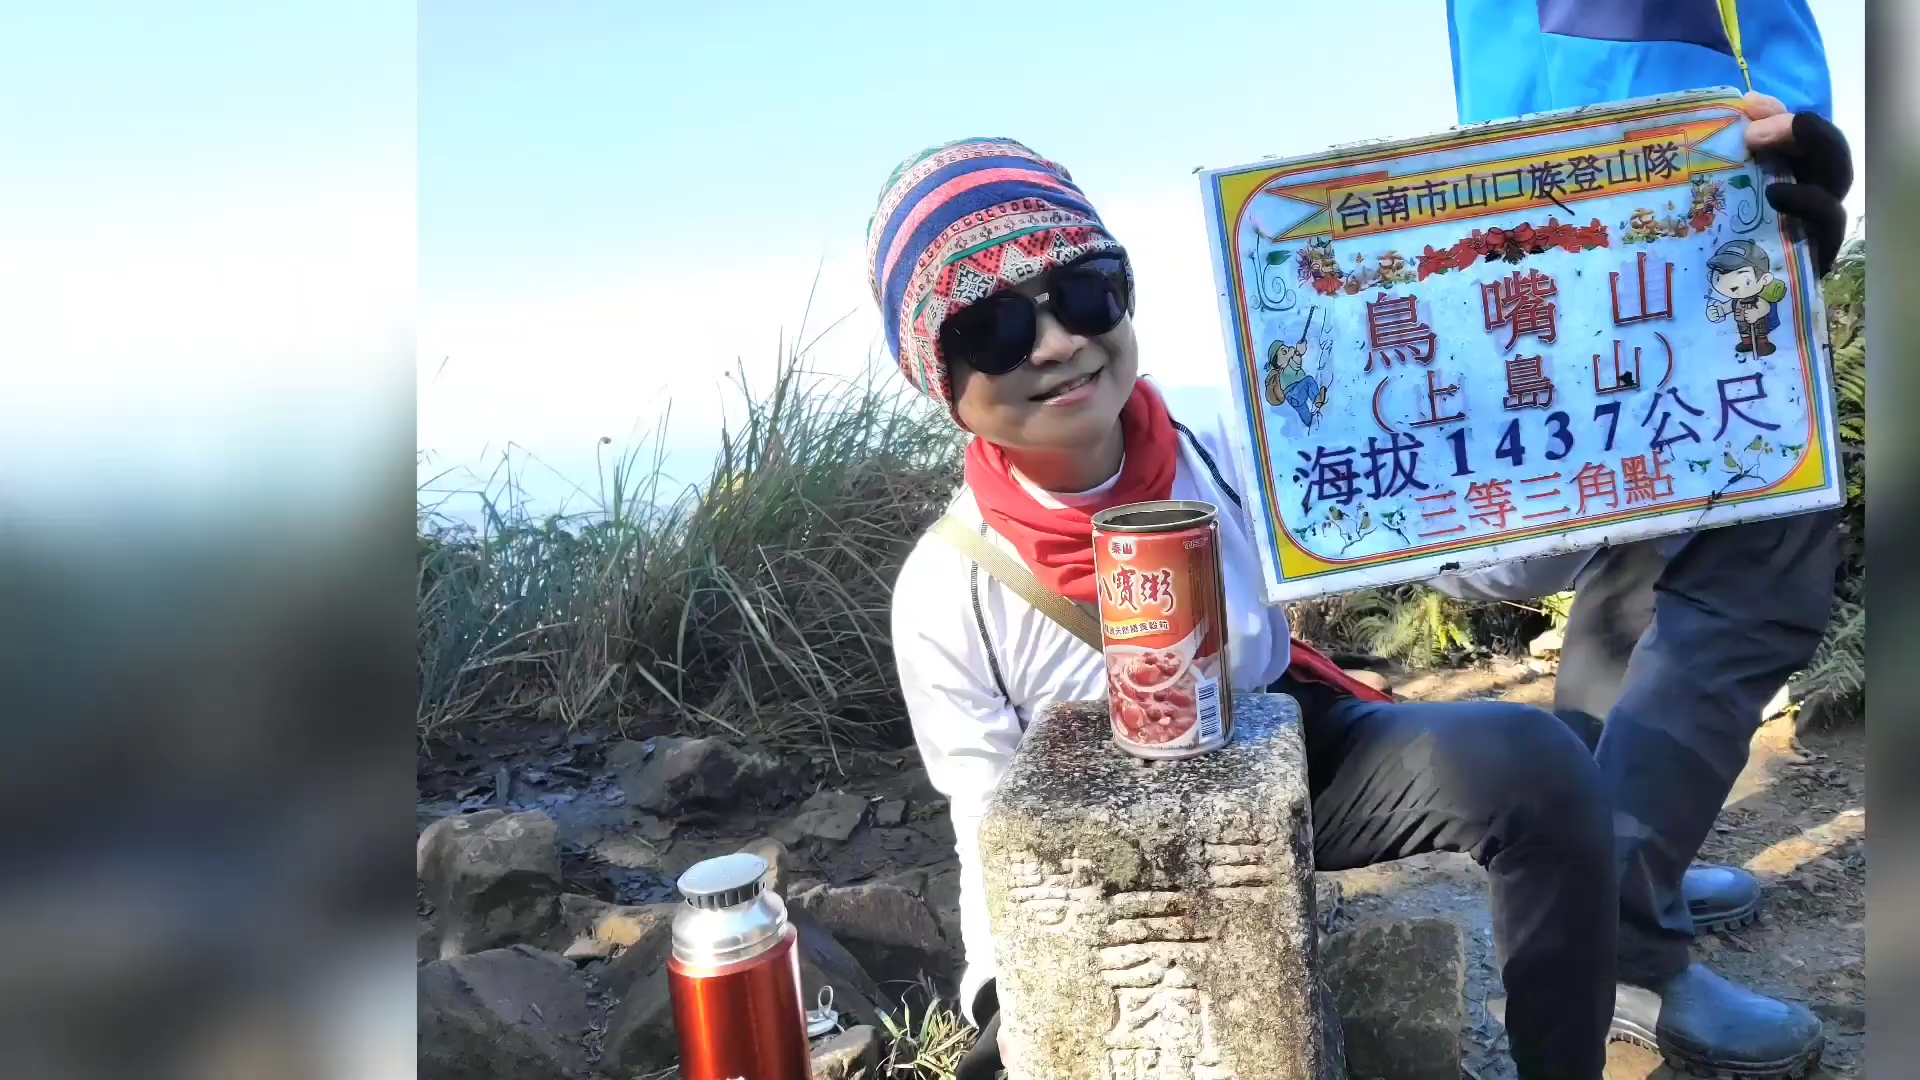 台南市山口族登山隊
鳥嘴山
(上島山)
海拔1437公尺
三等三角點
泰山
八寶粥